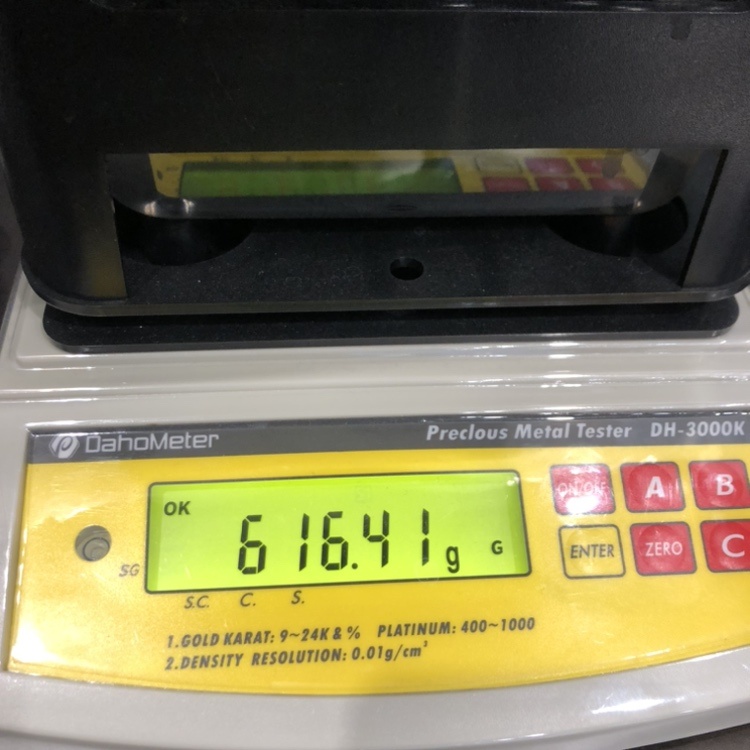 DahoMeter
Precious Metal Tester DH-3000K
OK
616.41 g G
ON/OFF A B
ENTER ZERO C
SG
S.C. C. S.
1.GOLD KARAT: 9~24K & % PLATINUM: 400~1000
2.DENSITY RESOLUTION: 0.01g/cm³